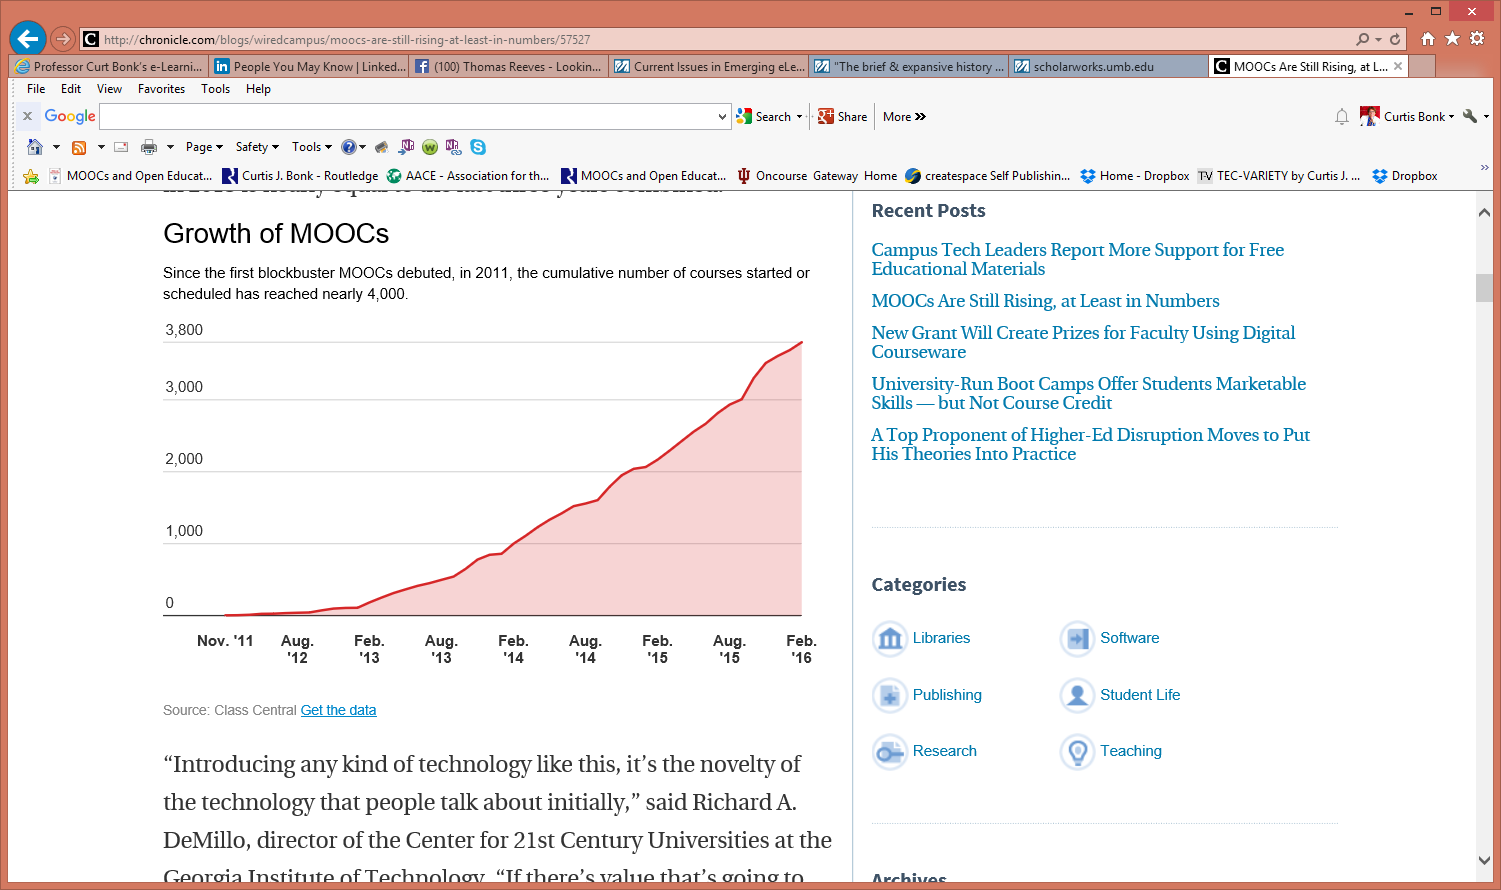 http://chronicle.com/blogs/wiredcampus/moocs-are-still-rising-at-least-in-numbers/57527
Professor Curt Bonk's e-Learni...
People You May Know | Linked...
(100) Thomas Reeves - Lookin...
Current Issues in Emerging eLe...
"The brief & expansive history ...
scholarworks.umb.edu
MOOCs Are Still Rising, at L...
File Edit View Favorites Tools Help
x Google Search Share More »
Curtis Bonk
Page Safety Tools
MOOCs and Open Educat...
Curtis J. Bonk - Routledge
AACE - Association for th...
MOOCs and Open Educat...
Oncourse
Gateway
Home
createspace Self Publishin...
Home - Dropbox
TEC-VARIETY by Curtis J. ...
Dropbox
Growth of MOOCs
Since the first blockbuster MOOCs debuted, in 2011, the cumulative number of courses started or
scheduled has reached nearly 4,000.
3,800
3,000
2,000
1,000
0
Nov. '11 Aug. Feb. Aug. Feb. Aug. Feb. Aug. Feb.
'12 '13 '13 '14 '14 '15 '15 '16
Source: Class Central Get the data
“Introducing any kind of technology like this, it’s the novelty of
the technology that people talk about initially,” said Richard A.
DeMillo, director of the Center for 21st Century Universities at the
Georgia Institute of Technology. “If there’s value that’s going to
Recent Posts
Campus Tech Leaders Report More Support for Free
Educational Materials
MOOCs Are Still Rising, at Least in Numbers
New Grant Will Create Prizes for Faculty Using Digital
Courseware
University-Run Boot Camps Offer Students Marketable
Skills — but Not Course Credit
A Top Proponent of Higher-Ed Disruption Moves to Put
His Theories Into Practice
Categories
Libraries Software
Publishing Student Life
Research Teaching
Archives